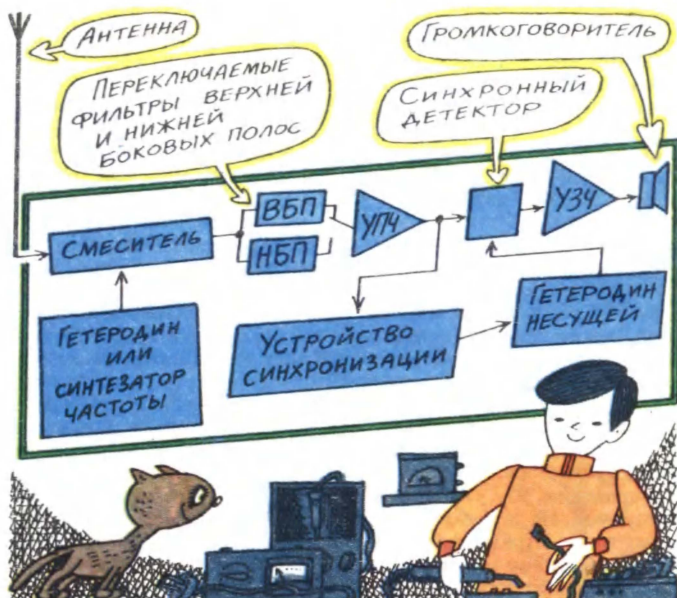 АНТЕННА
ГРОМКОГОВОРИТЕЛЬ
ПЕРЕКЛЮЧАЕМЫЕ
ФИЛЬТРЫ ВЕРХНЕЙ
И НИЖНЕЙ
БОКОВЫХ ПОЛОС
СИНХРОННЫЙ
ДЕТЕКТОР
СМЕСИТЕЛЬ
ВБП
НБП
УПЧ
УЗЧ
ГЕТЕРОДИН
ИЛИ
СИНТЕЗАТОР
ЧАСТОТЫ
УСТРОЙСТВО
СИНХРОНИЗАЦИИ
ГЕТЕРОДИН
НЕСУЩЕЙ